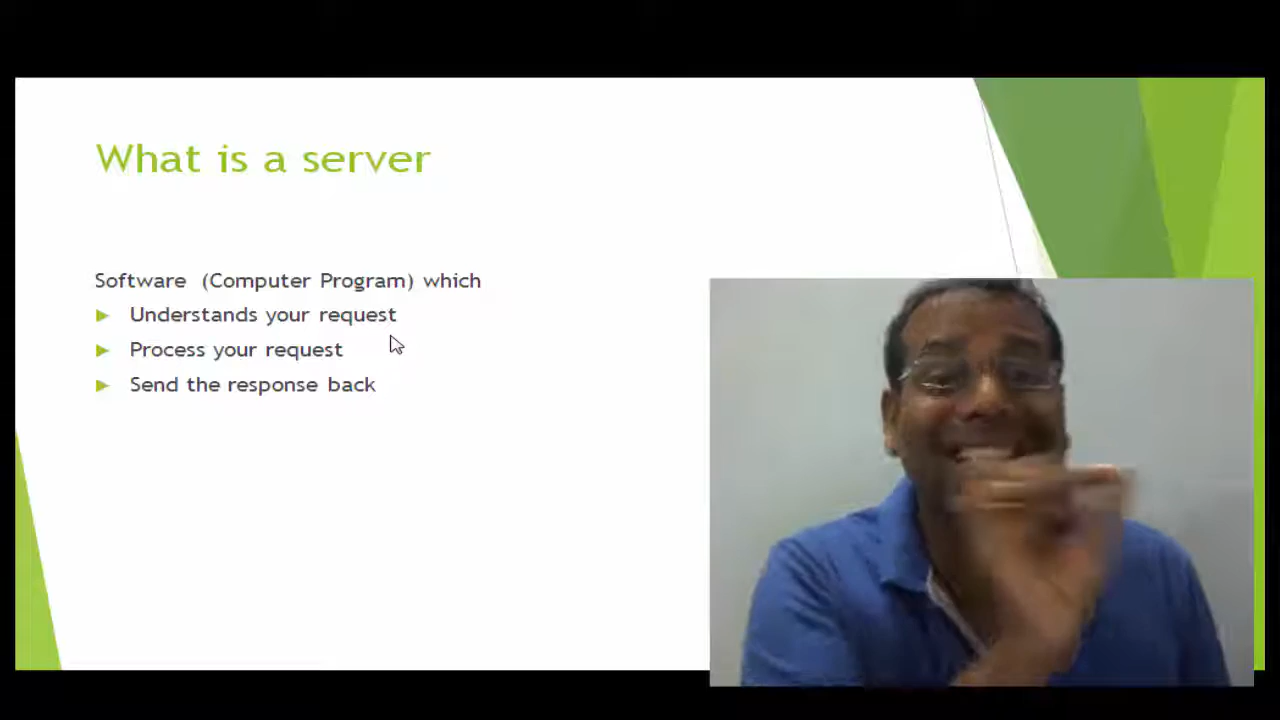 What is a server
Software (Computer Program) which
Understands your request
Process your request
Send the response back